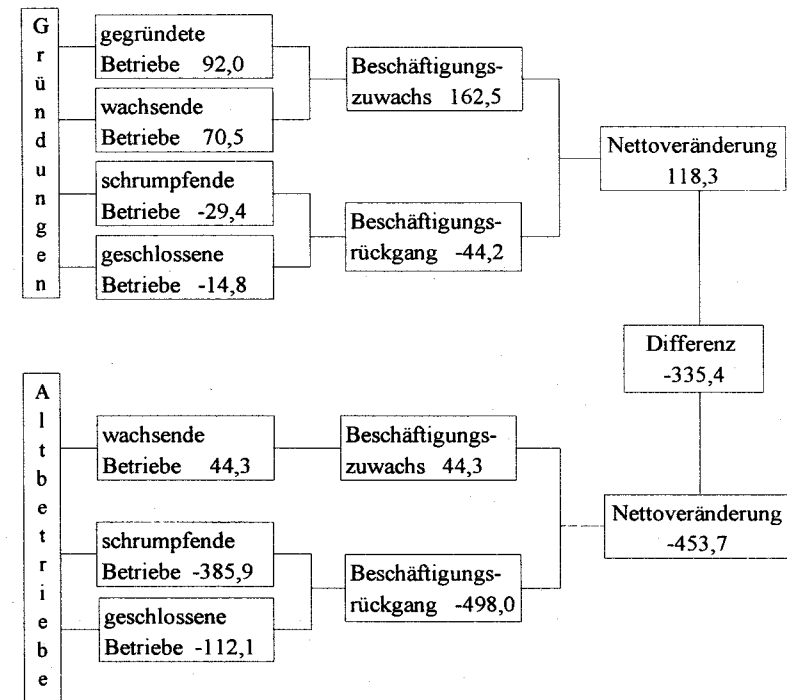 Gründungen
gegründete
Betriebe 92,0
wachsende
Betriebe 70,5
schrumpfende
Betriebe -29,4
geschlossene
Betriebe -14,8
Beschäftigungs-
zuwachs 162,5
Beschäftigungs-
rückgang -44,2
Nettoveränderung
118,3
Differenz
-335,4
Altbetriebe
wachsende
Betriebe 44,3
schrumpfende
Betriebe -385,9
geschlossene
Betriebe -112,1
Beschäftigungs-
zuwachs 44,3
Beschäftigungs-
rückgang -498,0
Nettoveränderung
-453,7